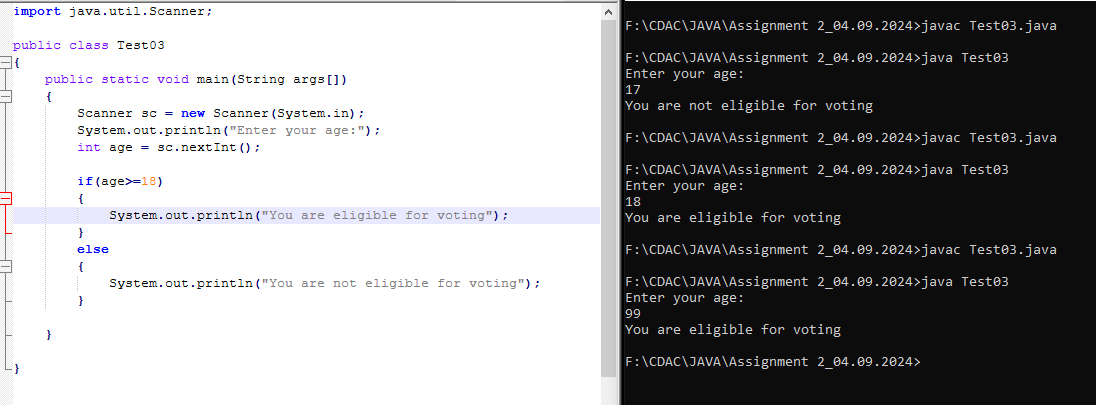 import java.util.Scanner;
public class Test03
{
public static void main(String args[])
{
Scanner sc = new Scanner(System.in);
System.out.println("Enter your age:");
int age = sc.nextInt();
if(age>=18)
{
System.out.println("You are eligible for voting");
}
else
{
System.out.println("You are not eligible for voting");
}
}
}
F:\CDAC\JAVA\Assignment 2_04.09.2024>javac Test03.java
F:\CDAC\JAVA\Assignment 2_04.09.2024>java Test03
Enter your age:
17
You are not eligible for voting
F:\CDAC\JAVA\Assignment 2_04.09.2024>javac Test03.java
F:\CDAC\JAVA\Assignment 2_04.09.2024>java Test03
Enter your age:
18
You are eligible for voting
F:\CDAC\JAVA\Assignment 2_04.09.2024>javac Test03.java
F:\CDAC\JAVA\Assignment 2_04.09.2024>java Test03
Enter your age:
99
You are eligible for voting
F:\CDAC\JAVA\Assignment 2_04.09.2024>